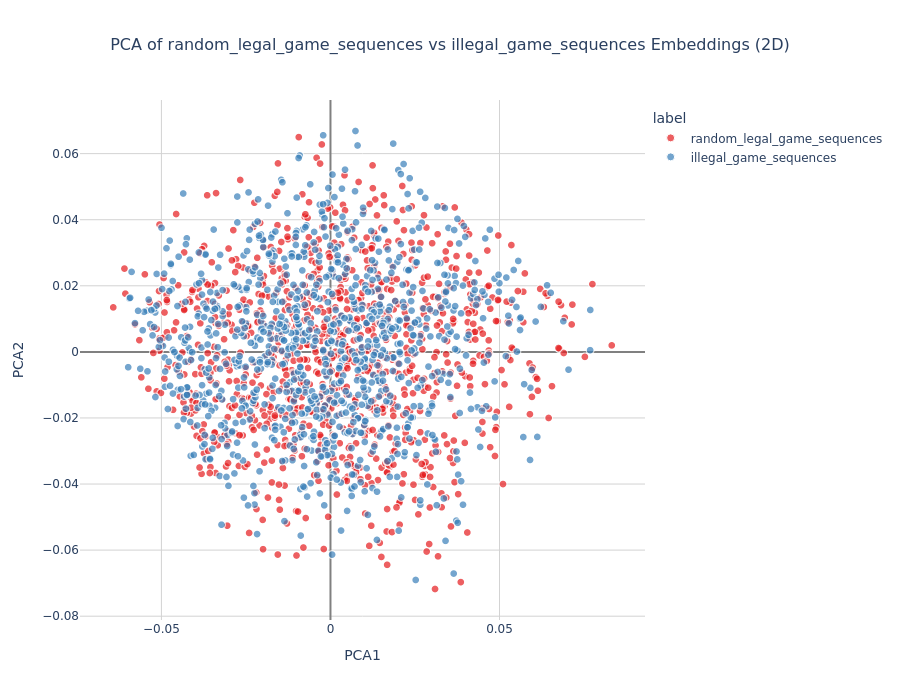 PCA of random_legal_game_sequences vs illegal_game_sequences Embeddings (2D)
label
random_legal_game_sequences
illegal_game_sequences
0.06
0.04
0.02
0
−0.02
−0.04
−0.06
−0.08
PCA2
−0.05
0
0.05
PCA1